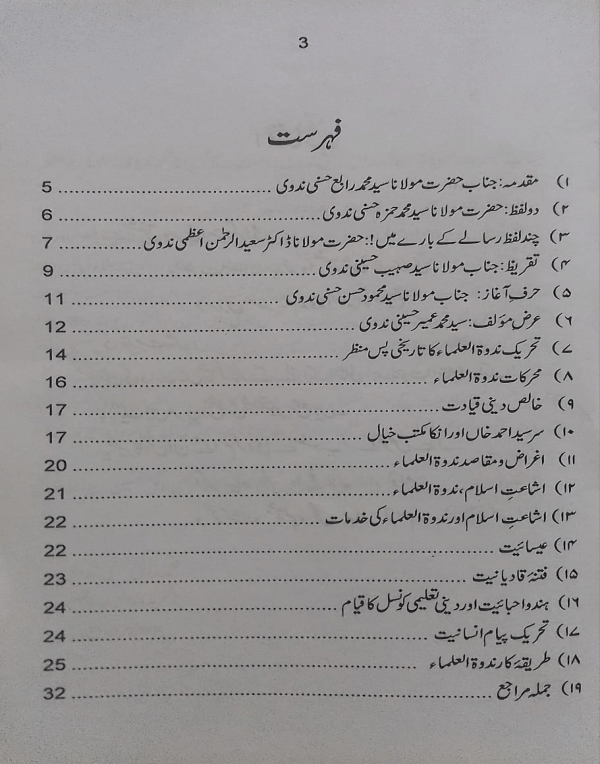 3
فہرست
۱) مقدمہ: جناب حضرت مولانا سید محمد رابع حسنی ندوی ........ 5
۲) دو لفظ: حضرت مولانا سید محمد حمزہ حسنی ندوی ........ 6
۳) چند لفظ رسالے کے بارے میں!: حضرت مولانا ڈاکٹر سعید الرحمٰن اعظمی ندوی ........ 7
۴) تقریظ: جناب مولانا سید صہیب حسینی ندوی ........ 9
۵) حرفِ آغاز: جناب مولانا سید محمود حسن حسنی ندوی ........ 11
۶) عرض مؤلف: سید محمد عمیر حسینی ندوی ........ 12
۷) تحریک ندوۃ العلماء کا تاریخی پس منظر ........ 14
۸) محرکات ندوۃ العلماء ........ 16
۹) خالص دینی قیادت ........ 17
۱۰) سر سید احمد خاں اور انکا مکتب خیال ........ 17
۱۱) اغراض و مقاصد ندوۃ العلماء ........ 20
۱۲) اشاعتِ اسلام، ندوۃ العلماء ........ 21
۱۳) اشاعتِ اسلام اور ندوۃ العلماء کی خدمات ........ 22
۱۴) عیسائیت ........ 22
۱۵) فتنۂ قادیانیت ........ 23
۱۶) ہندو احیائیت اور دینی تعلیمی کونسل کا قیام ........ 24
۱۷) تحریک پیام انسانیت ........ 24
۱۸) طریقۂ کار ندوۃ العلماء ........ 25
۱۹) جملہ مراجع ........ 32